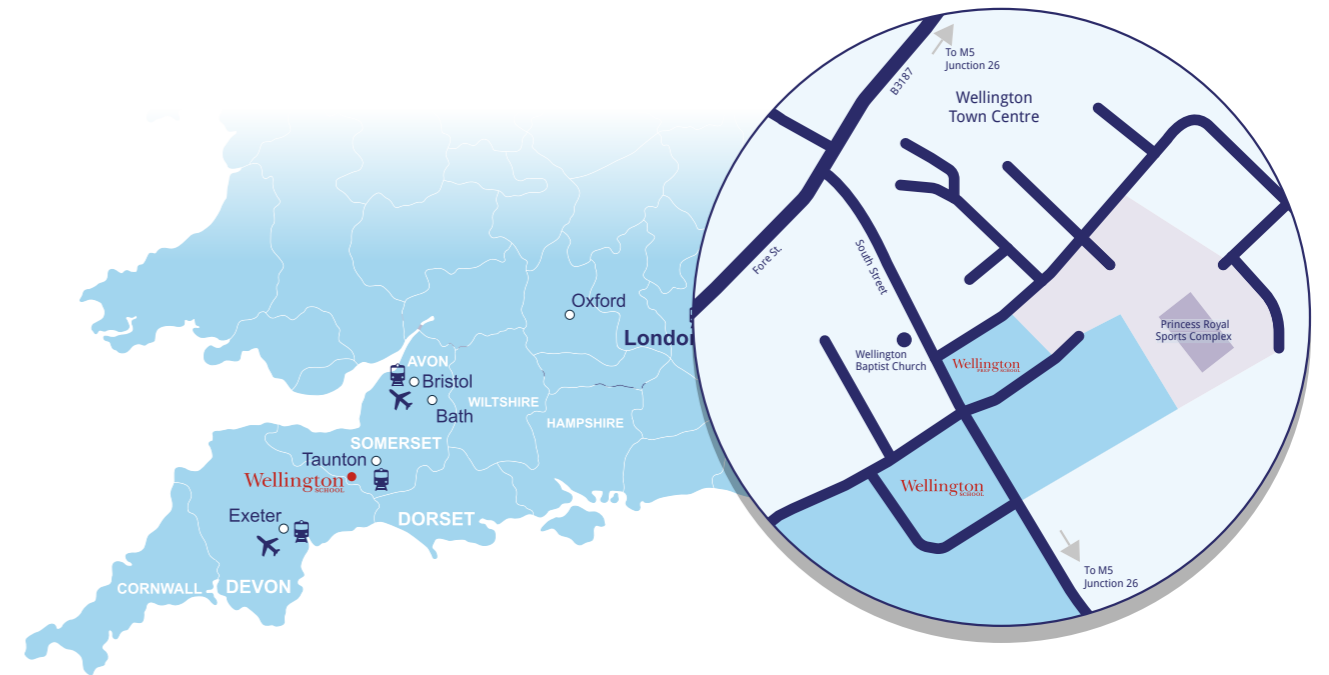 Oxford
London
AVON
Bristol
Bath
WILTSHIRE
HAMPSHIRE
SOMERSET
Taunton
Wellington
SCHOOL
Exeter
DORSET
CORNWALL
DEVON
To M5
Junction 26
B3187
Wellington
Town Centre
Fore St.
South Street
Princess Royal
Sports Complex
Wellington
Baptist Church
Wellington
PREP SCHOOL
Wellington
SCHOOL
To M5
Junction 26